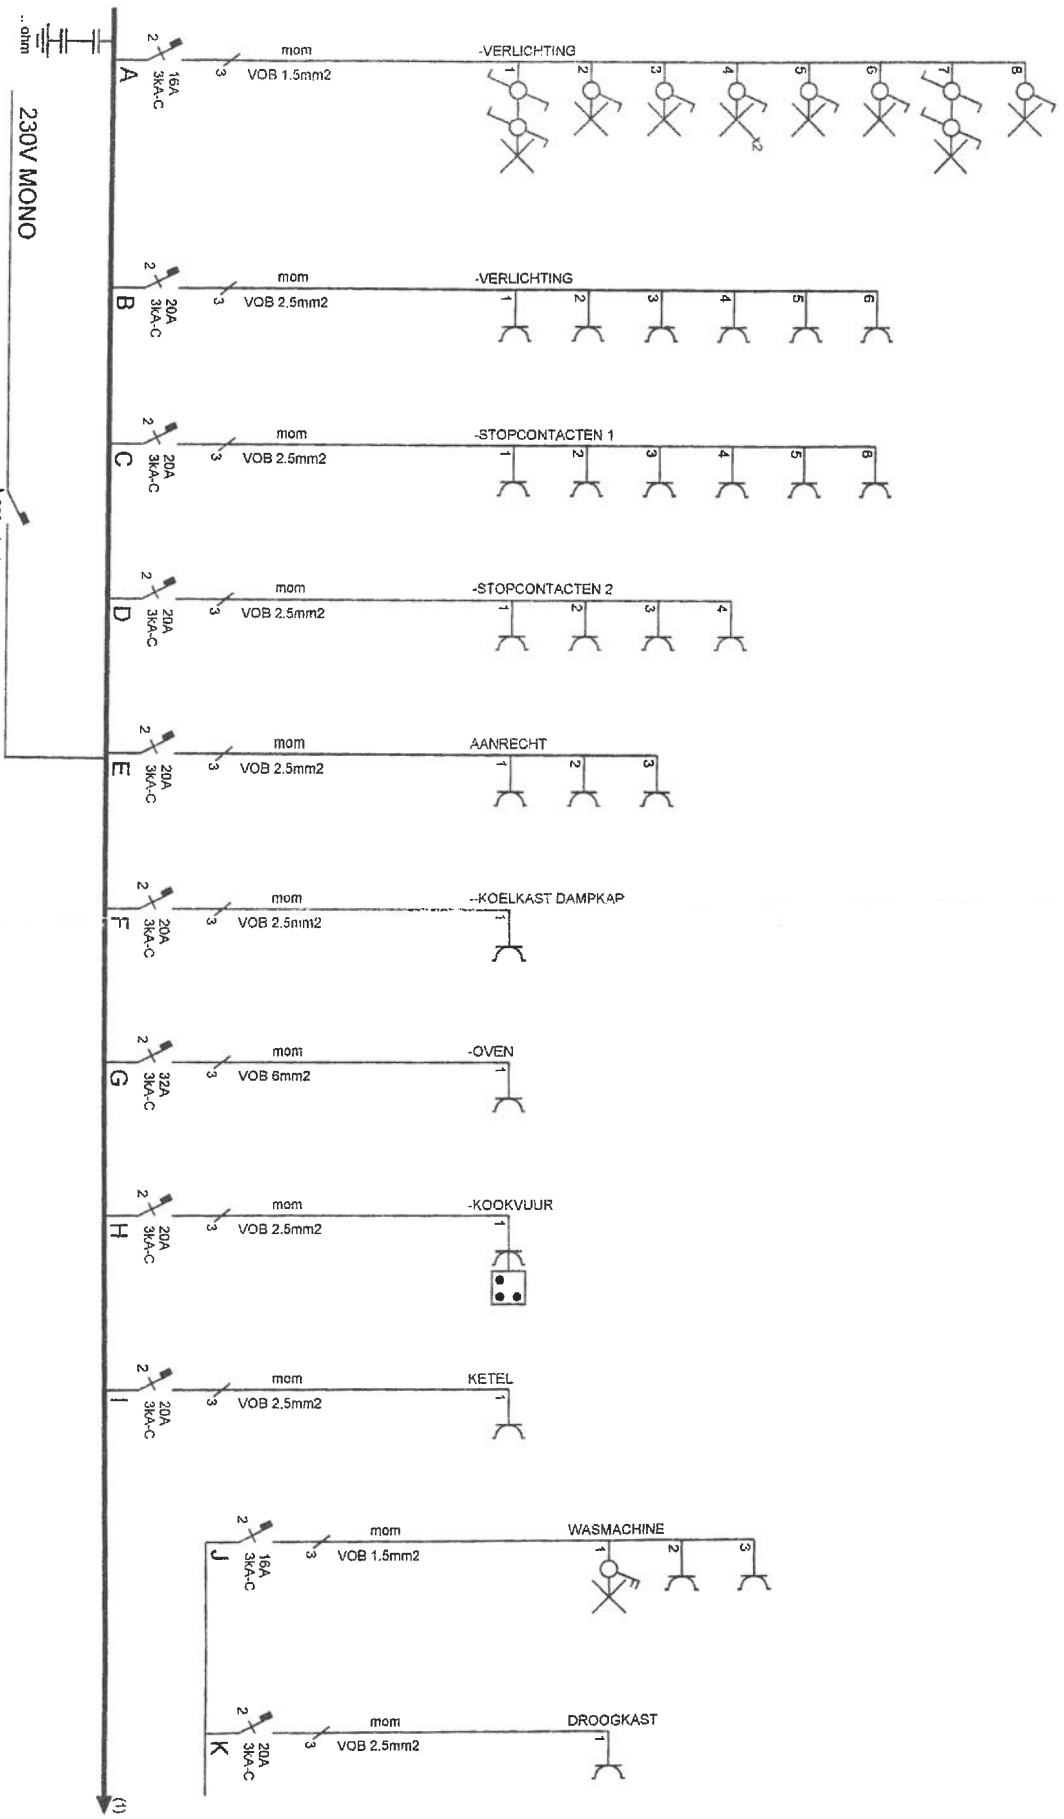 .. ohm
230V MONO
2
16A
3kA-C
A
3
mom
VOB 1.5mm2
-VERLICHTING
1
2
3
4
5
6
7
8
x2
2
20A
3kA-C
B
3
mom
VOB 2.5mm2
-VERLICHTING
1
2
3
4
5
6
2
20A
3kA-C
C
3
mom
VOB 2.5mm2
-STOPCONTACTEN 1
1
2
3
4
5
6
2
20A
3kA-C
D
3
mom
VOB 2.5mm2
-STOPCONTACTEN 2
1
2
3
4
2
20A
3kA-C
E
3
mom
VOB 2.5mm2
AANRECHT
1
2
3
2
20A
3kA-C
F
3
mom
VOB 2.5mm2
--KOELKAST DAMPKAP
1
2
32A
3kA-C
G
3
mom
VOB 6mm2
-OVEN
1
2
20A
3kA-C
H
3
mom
VOB 2.5mm2
-KOOKVUUR
1
2
20A
3kA-C
I
3
mom
VOB 2.5mm2
KETEL
1
2
16A
3kA-C
J
3
mom
VOB 1.5mm2
WASMACHINE
1
2
3
2
20A
3kA-C
K
3
mom
VOB 2.5mm2
DROOGKAST
1
(1)